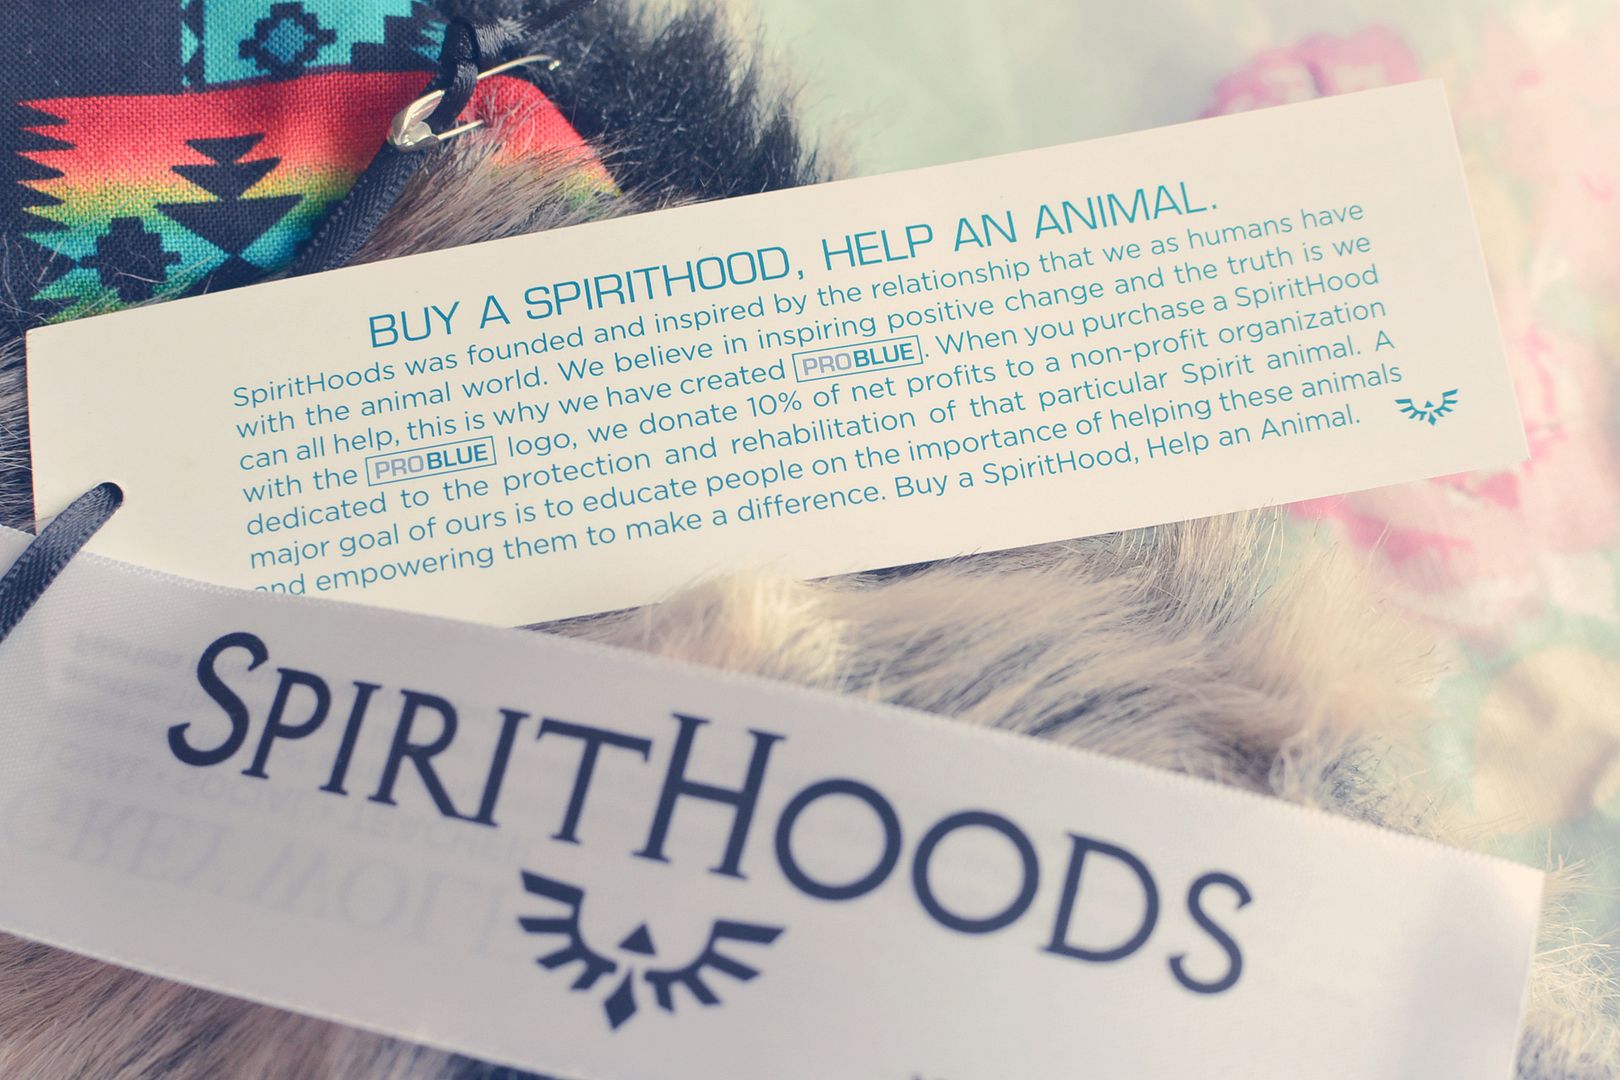 BUY A SPIRITHOOD, HELP AN ANIMAL.
SpiritHoods was founded and inspired by the relationship that we as humans have
with the animal world. We believe in inspiring positive change and the truth is we
can all help, this is why we have created PROBLUE. When you purchase a SpiritHood
with the PROBLUE logo, we donate 10% of net profits to a non-profit organization
dedicated to the protection and rehabilitation of that particular Spirit animal. A
major goal of ours is to educate people on the importance of helping these animals
and empowering them to make a difference. Buy a SpiritHood, Help an Animal.
SPIRITHOODS
GREY WOLF